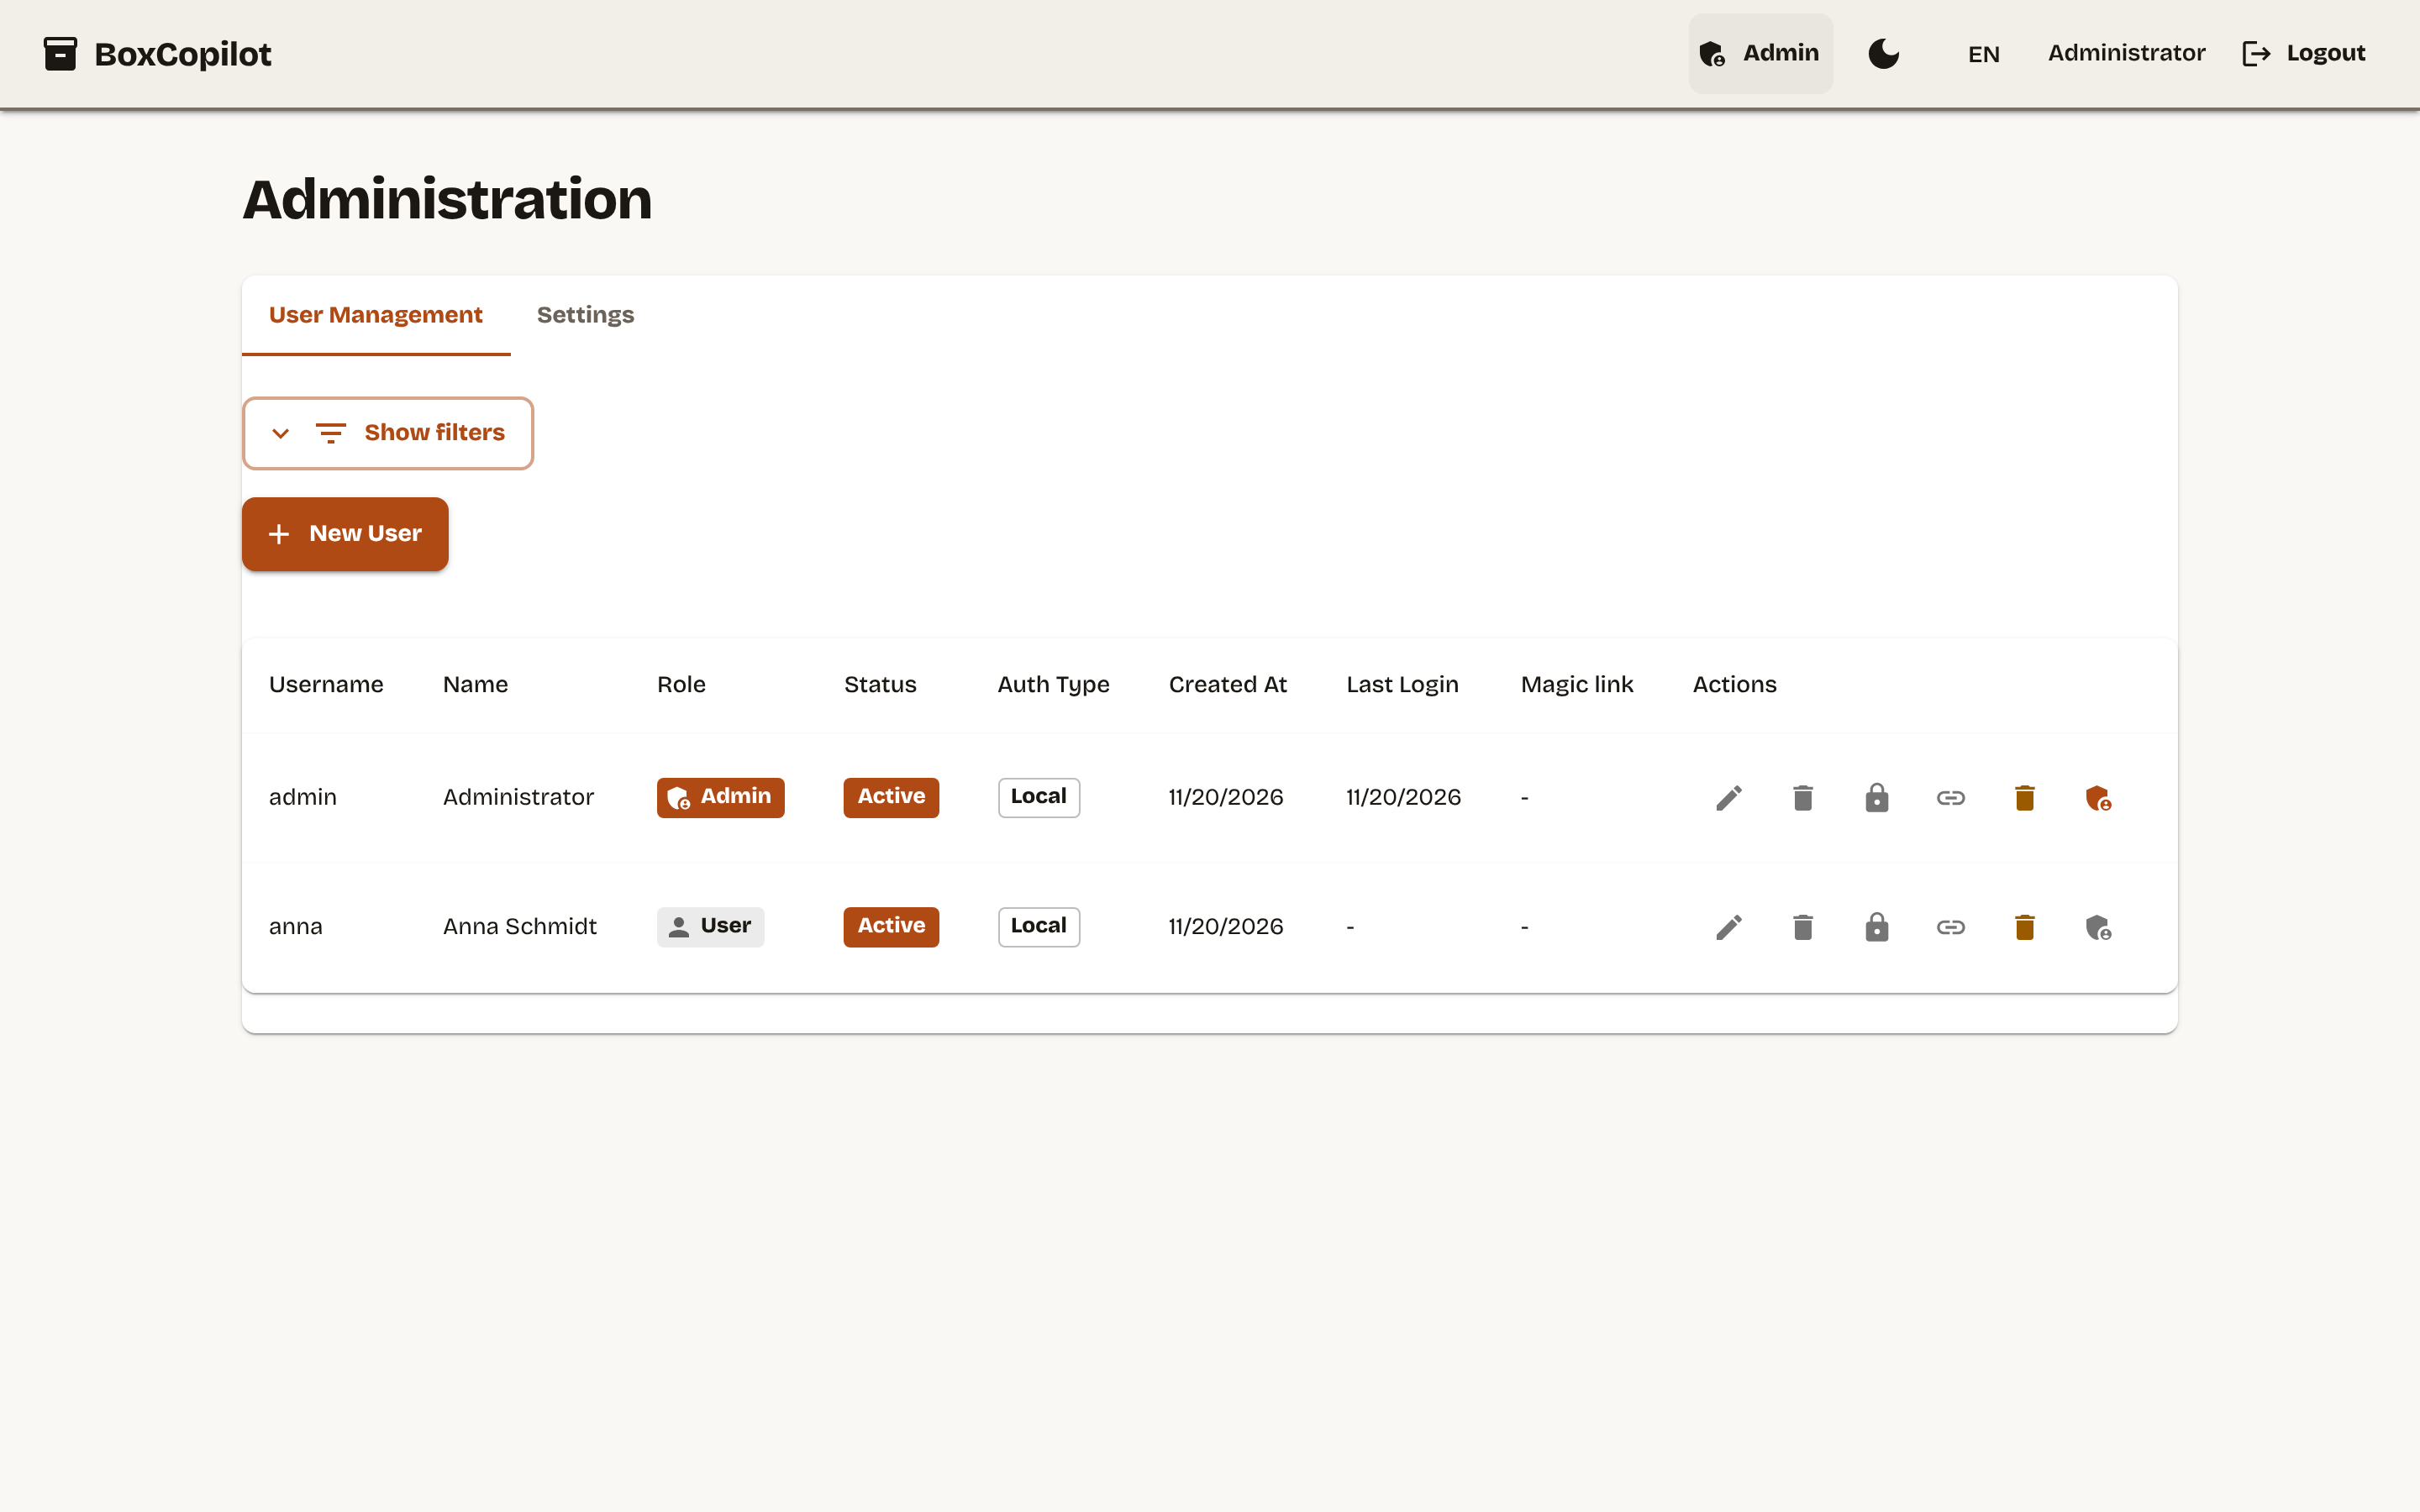 BoxCopilot
Admin
EN
Administrator
Logout
Administration
User Management
Settings
Show filters
New User
Username Name Role Status Auth Type Created At Last Login Magic link Actions
admin Administrator Admin Active Local 11/20/2026 11/20/2026 -
anna Anna Schmidt User Active Local 11/20/2026 - -